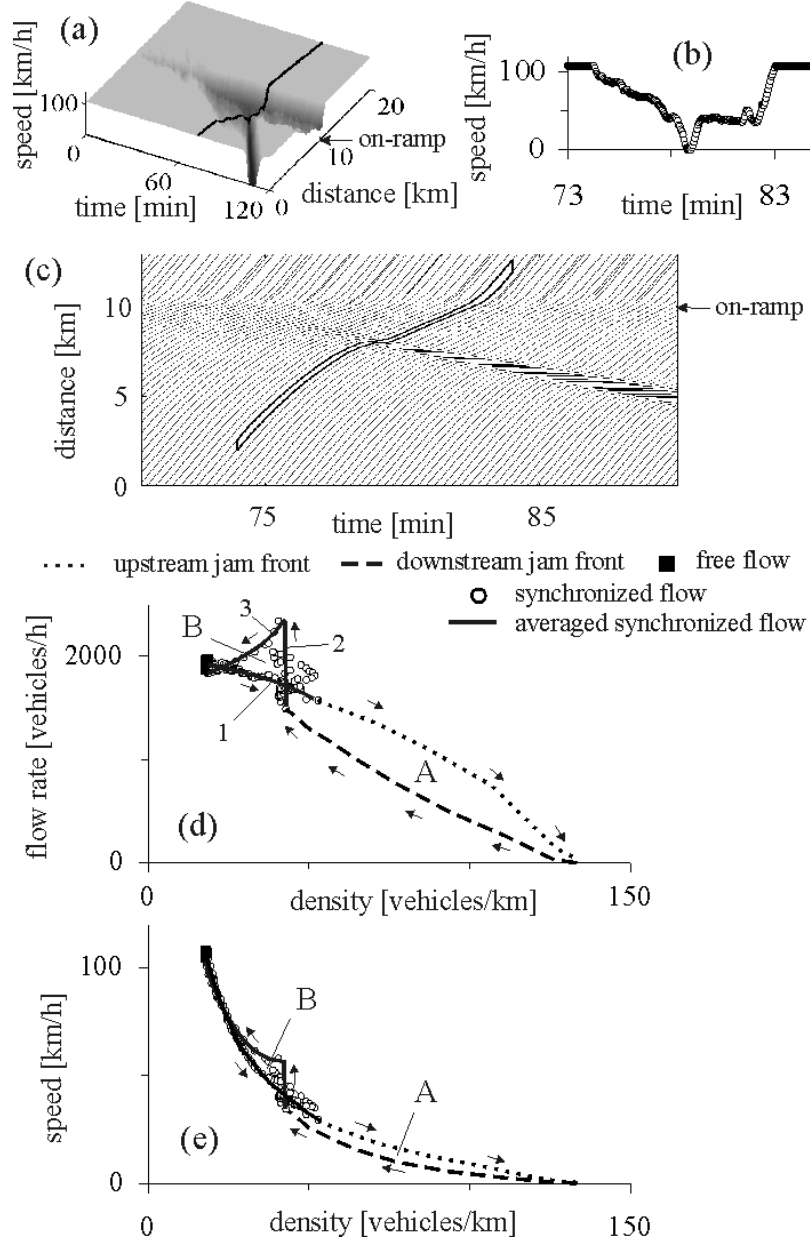 (a)
speed [km/h]
100
0
60
120
time [min]
0
10
20
distance [km]
on-ramp
(b)
speed [km/h]
100
0
73
83
time [min]
(c)
distance [km]
10
5
0
75
85
time [min]
on-ramp
upstream jam front
downstream jam front
free flow
synchronized flow
averaged synchronized flow
(d)
flow rate [vehicles/h]
2000
0
3
B
2
1
A
0
150
density [vehicles/km]
(e)
speed [km/h]
100
0
B
A
0
150
density [vehicles/km]